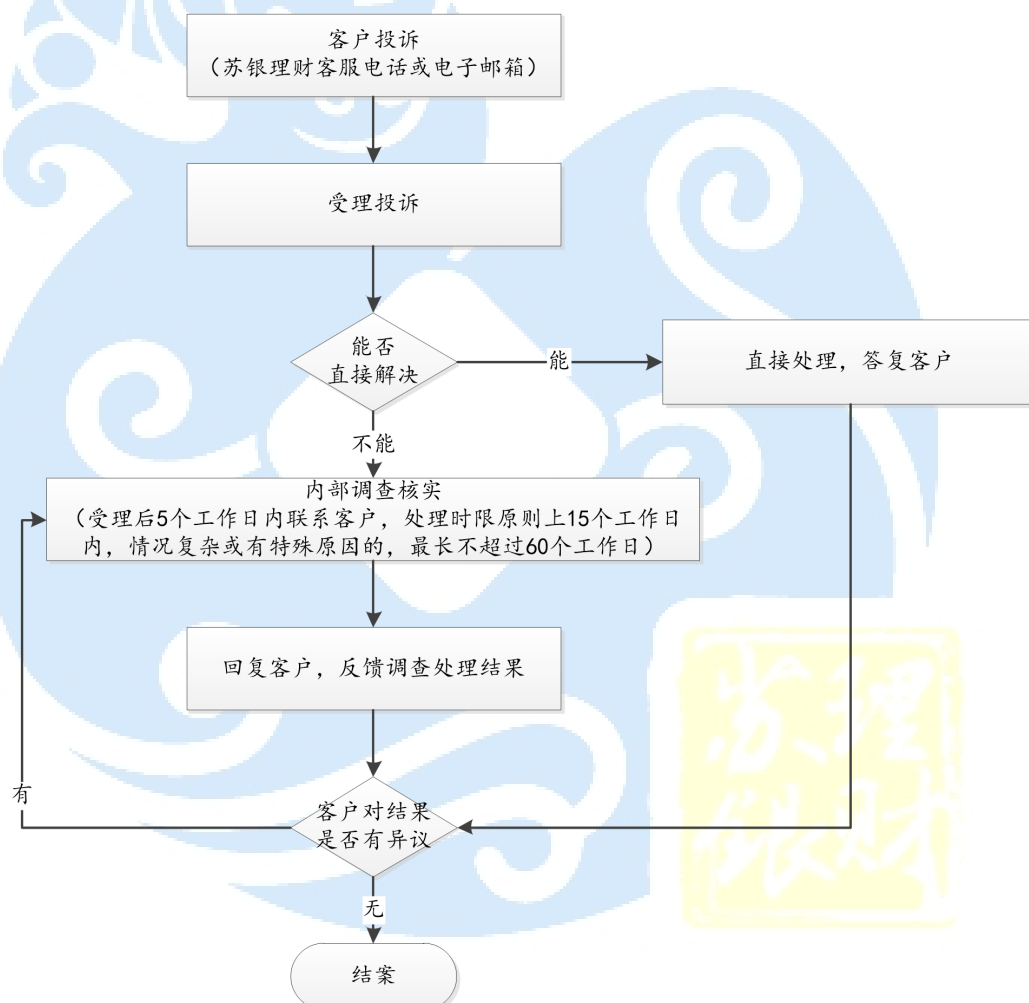 客户投诉
（苏银理财客服电话或电子邮箱）
受理投诉
能否
直接解决
能
直接处理，答复客户
不能
内部调查核实
（受理后5个工作日内联系客户，处理时限原则上15个工作日
内，情况复杂或有特殊原因的，最长不超过60个工作日）
回复客户，反馈调查处理结果
有
客户对结果
是否有异议
无
结案
苏理
银财